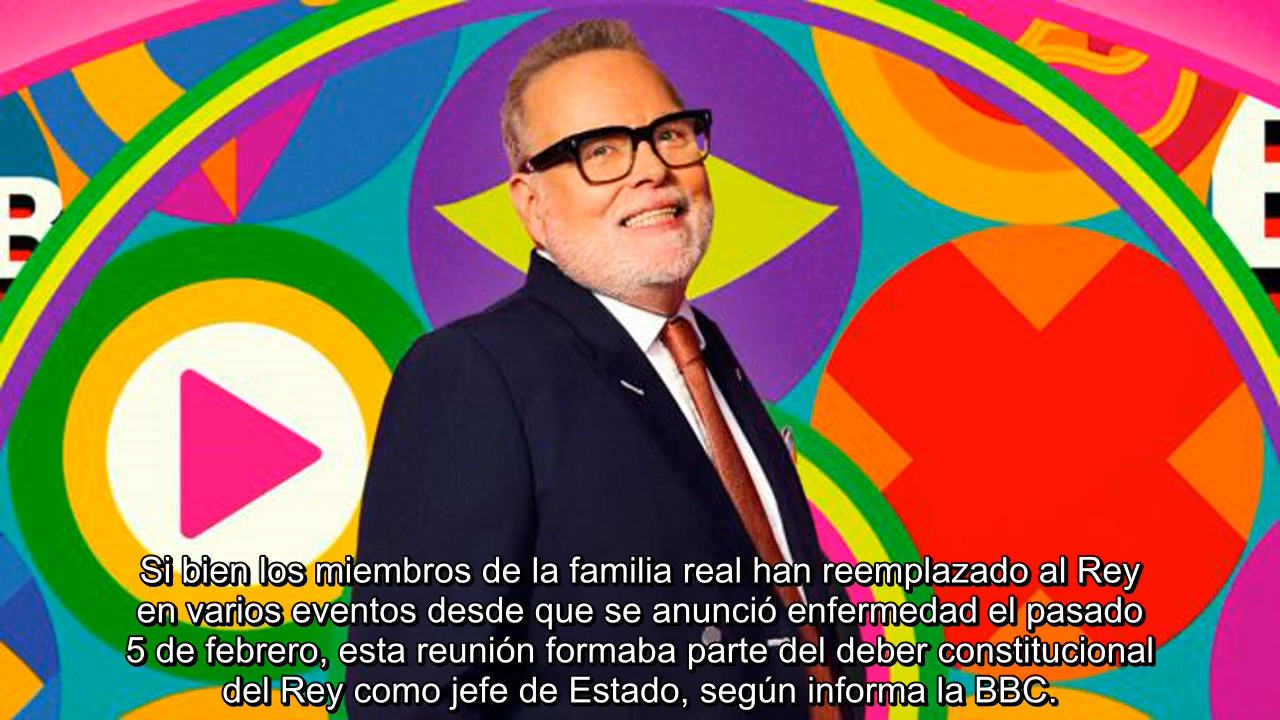 B
Si bien los miembros de la familia real han reemplazado al Rey
en varios eventos desde que se anunció enfermedad el pasado
5 de febrero, esta reunión formaba parte del deber constitucional
del Rey como jefe de Estado, según informa la BBC.